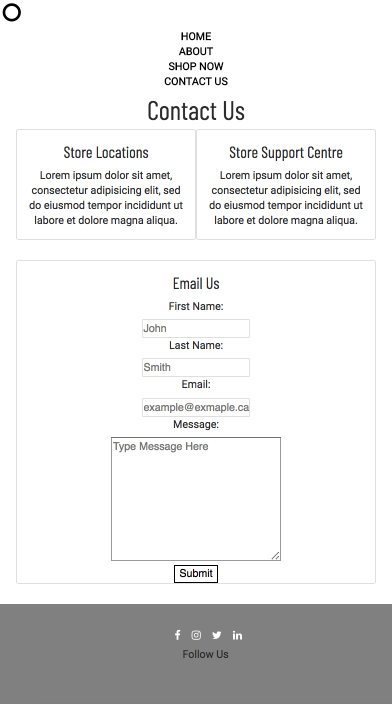 HOME
ABOUT
SHOP NOW
CONTACT US
Contact Us
Store Locations
Lorem ipsum dolor sit amet,
consectetur adipisicing elit, sed
do eiusmod tempor incididunt ut
labore et dolore magna aliqua.
Store Support Centre
Lorem ipsum dolor sit amet,
consectetur adipisicing elit, sed
do eiusmod tempor incididunt ut
labore et dolore magna aliqua.
Email Us
First Name:
John
Last Name:
Smith
Email:
example@exmaple.ca
Message:
Type Message Here
Submit
Follow Us